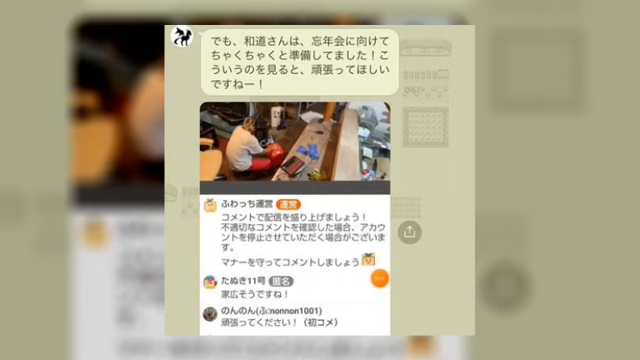 でも、和道さんは、忘年会に向けて
ちゃくちゃくと準備してました！こ
ういうのを見ると、頑張ってほしい
ですねー！
ふわっち運営 運営
コメントで配信を盛り上げましょう！
不適切なコメントを確認した場合、アカウ
ントを停止させていただく場合がございま
す。
マナーを守ってコメントしましょう
たぬき11号 匿名
家広そうですね！
のんのん(ふ:nonnon1001)
頑張ってください！（初コメ）